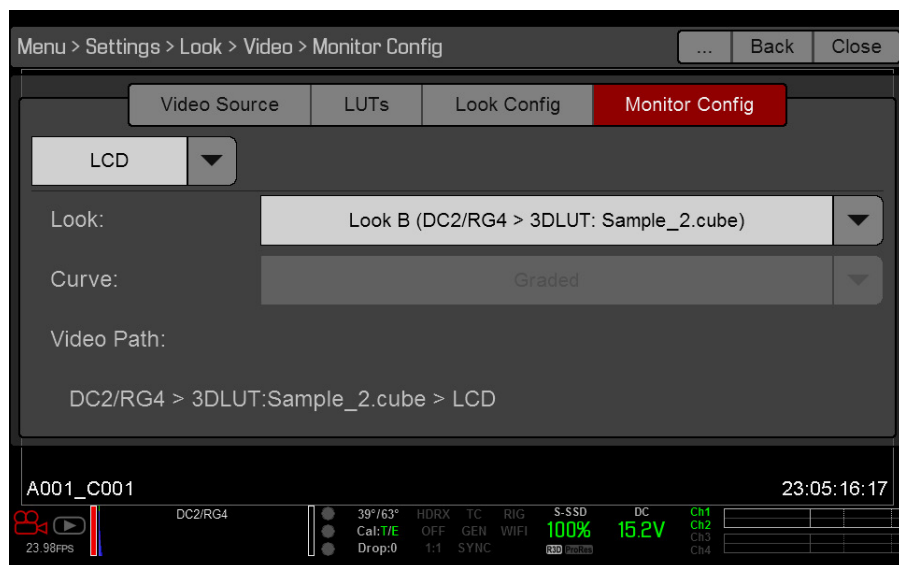 Menu > Settings > Look > Video > Monitor Config
... Back Close
Video Source LUTs Look Config Monitor Config
LCD
Look: Look B (DC2/RG4 > 3DLUT: Sample_2.cube)
Curve: Graded
Video Path:
DC2/RG4 > 3DLUT:Sample_2.cube > LCD
A001_C001 23:05:16:17
DC2/RG4 39°/63° HDRX TC RIG S-SSD DC Ch1
Cal:T/E OFF GEN WIFI 100% 15.2V Ch2
23.98FPS Drop:0 1:1 SYNC R3D ProRes Ch3
Ch4